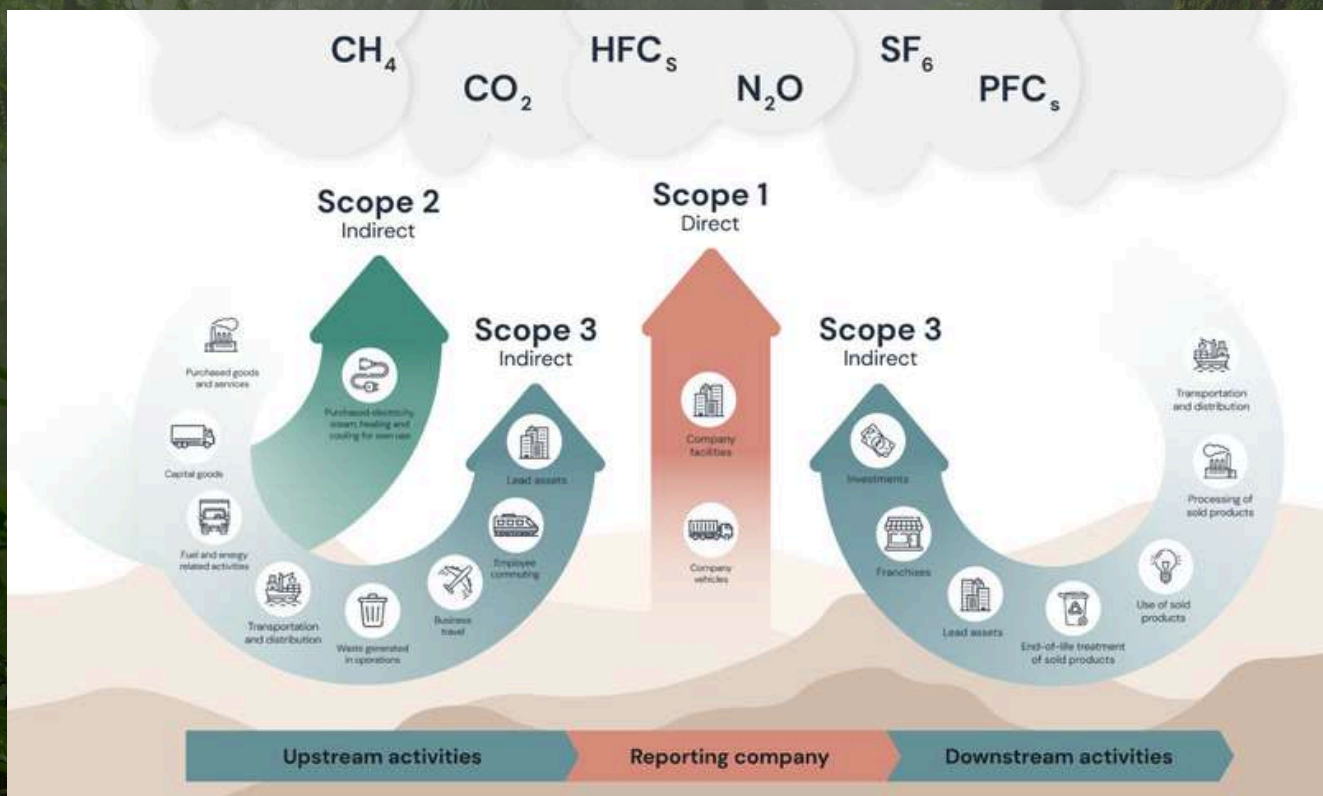 CH₄
CO₂
HFCₛ
N₂O
SF₆
PFCₛ
Scope 2
Indirect
Scope 1
Direct
Scope 3
Indirect
Scope 3
Indirect
Purchased goods
and services
Capital goods
Fuel and energy
related activities
Transportation
and distribution
Waste generated
in operations
Business
travel
Employee
commuting
Lead assets
Purchased electricity,
steam, heating and
cooling for own use
Company
facilities
Company
vehicles
Investments
Franchises
Lead assets
End-of-life treatment
of sold products
Use of sold
products
Processing of
sold products
Transportation
and distribution
Upstream activities
Reporting company
Downstream activities